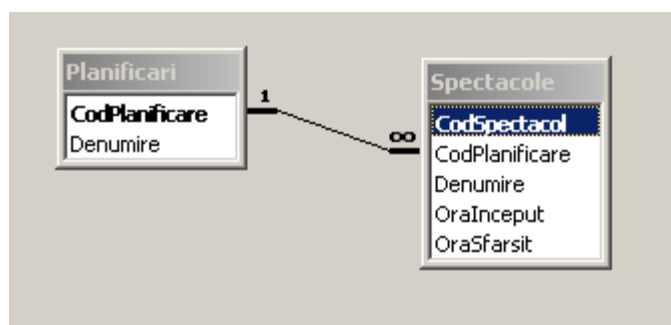 Planificari
CodPlanificare
Denumire
1
∞
Spectacole
CodSpectacol
CodPlanificare
Denumire
OraInceput
OraSfarsit